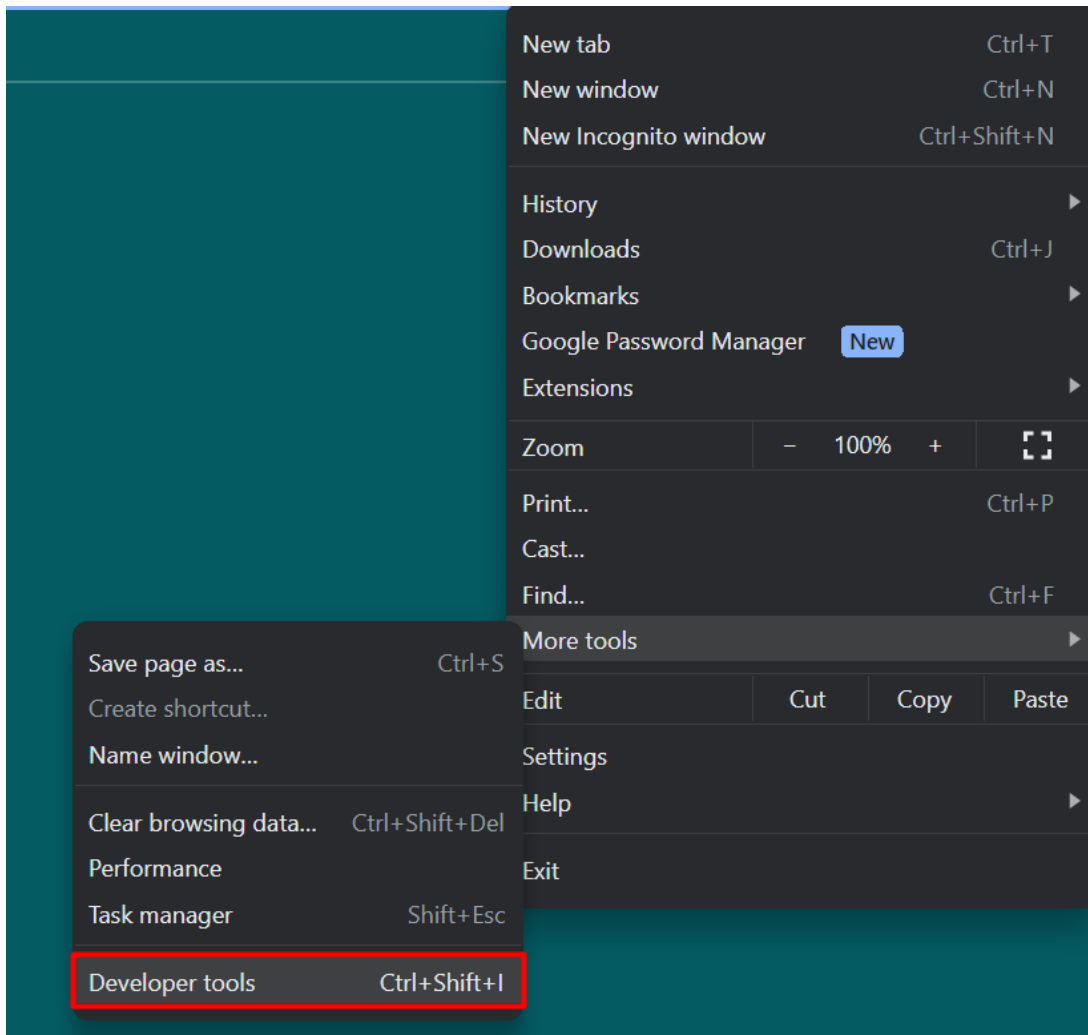 New tab Ctrl+T
New window Ctrl+N
New Incognito window Ctrl+Shift+N
History
Downloads Ctrl+J
Bookmarks
Google Password Manager New
Extensions
Zoom − 100% +
Print... Ctrl+P
Cast...
Find... Ctrl+F
More tools
Edit Cut Copy Paste
Settings
Help
Exit
Save page as... Ctrl+S
Create shortcut...
Name window...
Clear browsing data... Ctrl+Shift+Del
Performance
Task manager Shift+Esc
Developer tools Ctrl+Shift+I